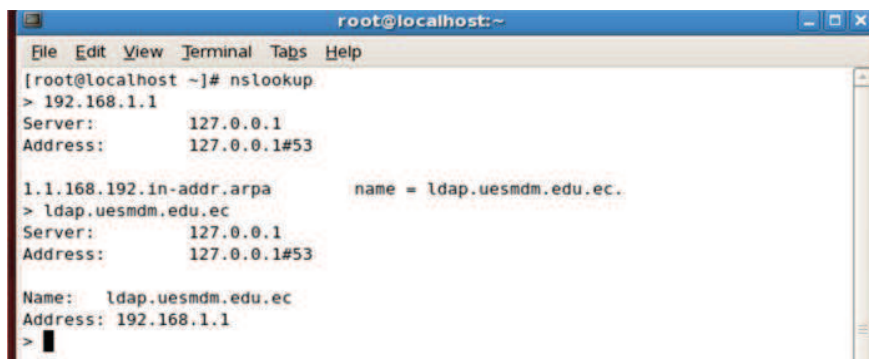 root@localhost:~
File Edit View Terminal Tabs Help
[root@localhost ~]# nslookup
> 192.168.1.1
Server: 127.0.0.1
Address: 127.0.0.1#53
1.1.168.192.in-addr.arpa name = ldap.uesmdm.edu.ec.
> ldap.uesmdm.edu.ec
Server: 127.0.0.1
Address: 127.0.0.1#53
Name: ldap.uesmdm.edu.ec
Address: 192.168.1.1
>